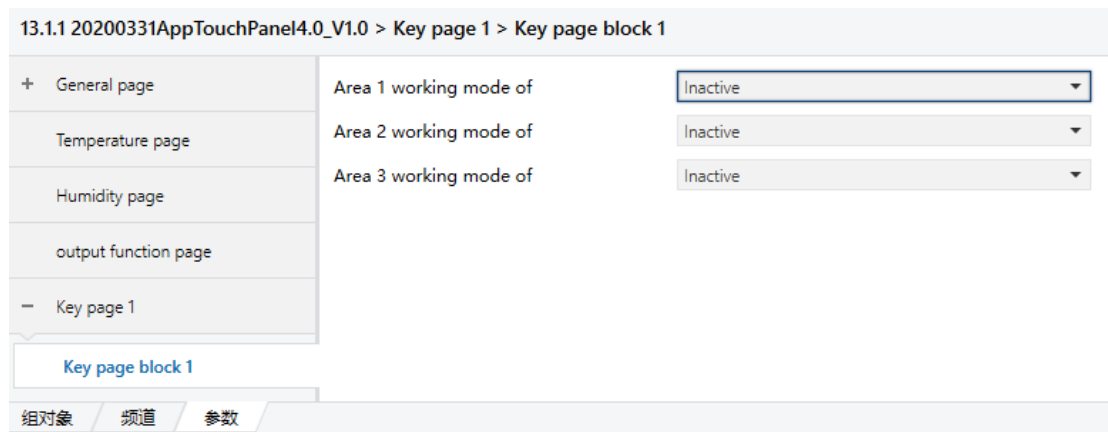 13.1.1 20200331AppTouchPanel4.0_V1.0 > Key page 1 > Key page block 1
+ General page
Temperature page
Humidity page
output function page
− Key page 1
Key page block 1
Area 1 working mode of Inactive
Area 2 working mode of Inactive
Area 3 working mode of Inactive
组对象 频道 参数